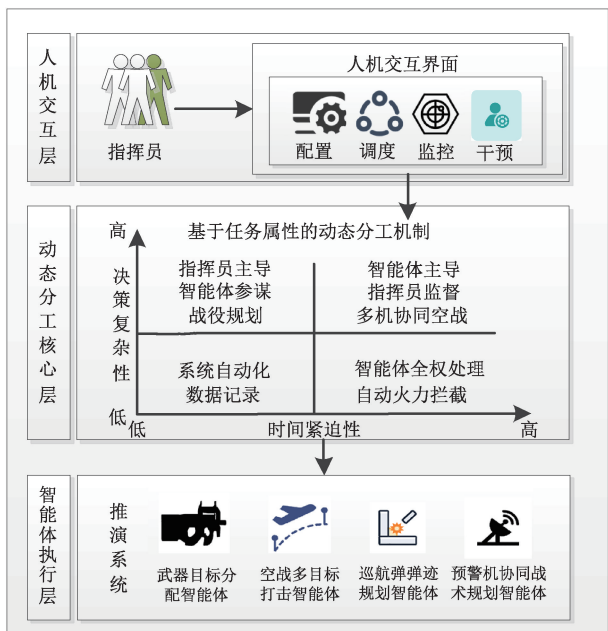 人机交互层
指挥员
人机交互界面
配置
调度
监控
干预
动态分工核心层
基于任务属性的动态分工机制
高
决策复杂性
低
指挥员主导
智能体参谋
战役规划
智能体主导
指挥员监督
多机协同空战
系统自动化
数据记录
智能体全权处理
自动火力拦截
低
时间紧迫性
高
智能体执行层
推演系统
武器目标分
配智能体
空战多目标
打击智能体
巡航弹弹迹
规划智能体
预警机协同战
术规划智能体